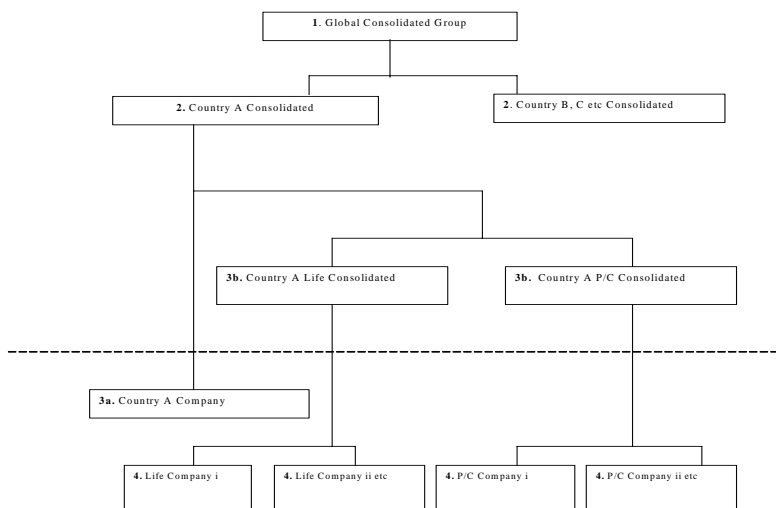 1. Global Consolidated Group
2. Country A Consolidated
2. Country B, C etc Consolidated
3b. Country A Life Consolidated
3b. Country A P/C Consolidated
3a. Country A Company
4. Life Company i
4. Life Company ii etc
4. P/C Company i
4. P/C Company ii etc